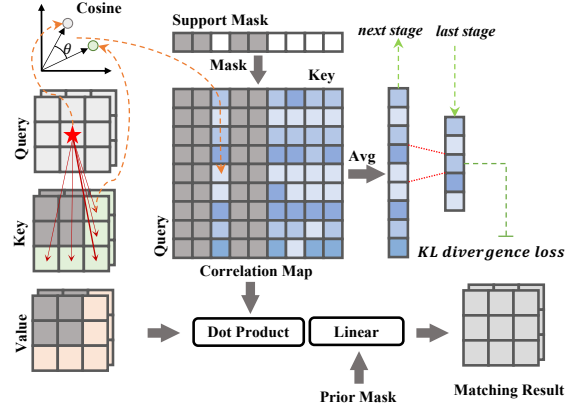 Cosine
θ
Support Mask
next stage
last stage
Mask
Key
Query
Avg
Key
Query
KL divergence loss
Correlation Map
Value
Dot Product
Linear
Prior Mask
Matching Result